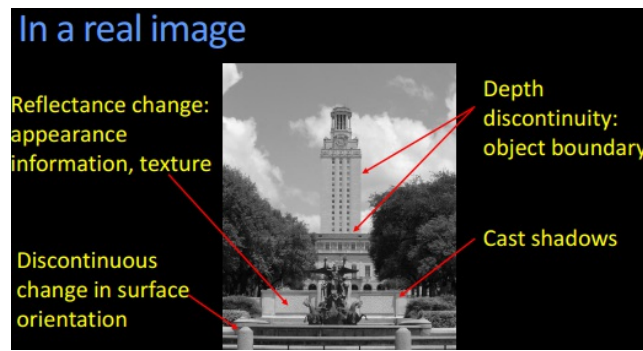 In a real image
Reflectance change:
appearance
information, texture
Depth
discontinuity:
object boundary
Cast shadows
Discontinuous
change in surface
orientation